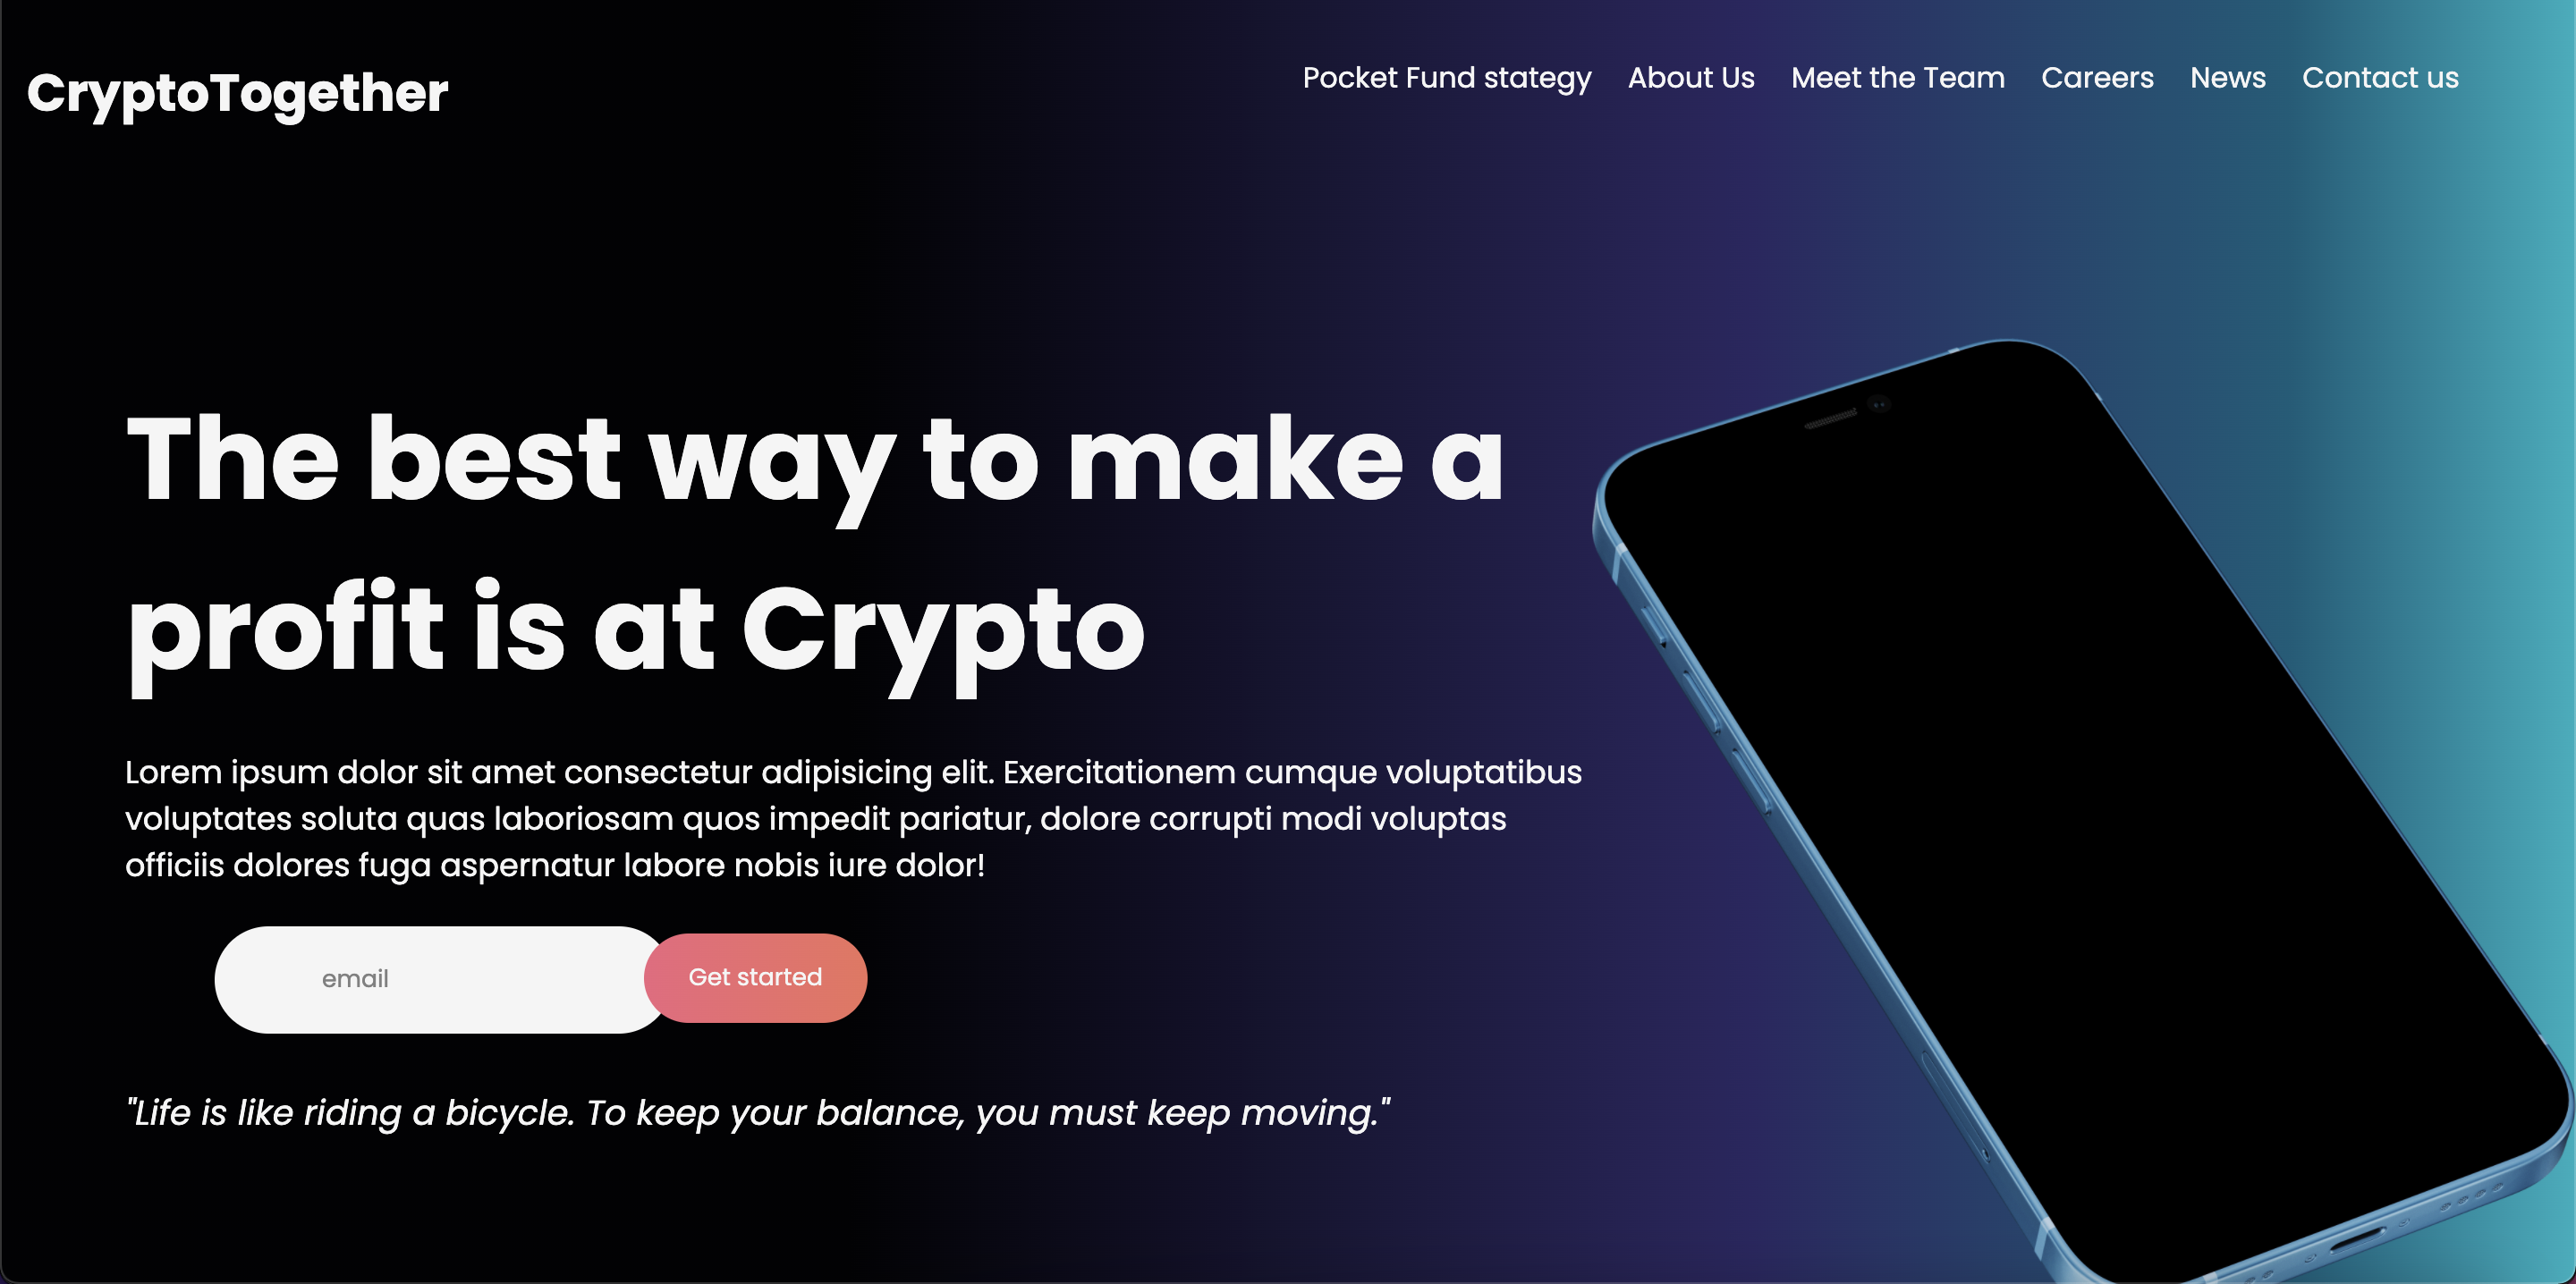 CryptoTogether
Pocket Fund stategy About Us Meet the Team Careers News Contact us
The best way to make a
profit is at Crypto
Lorem ipsum dolor sit amet consectetur adipisicing elit. Exercitationem cumque voluptatibus
voluptates soluta quas laboriosam quos impedit pariatur, dolore corrupti modi voluptas
officiis dolores fuga aspernatur labore nobis iure dolor!
email
Get started
"Life is like riding a bicycle. To keep your balance, you must keep moving."